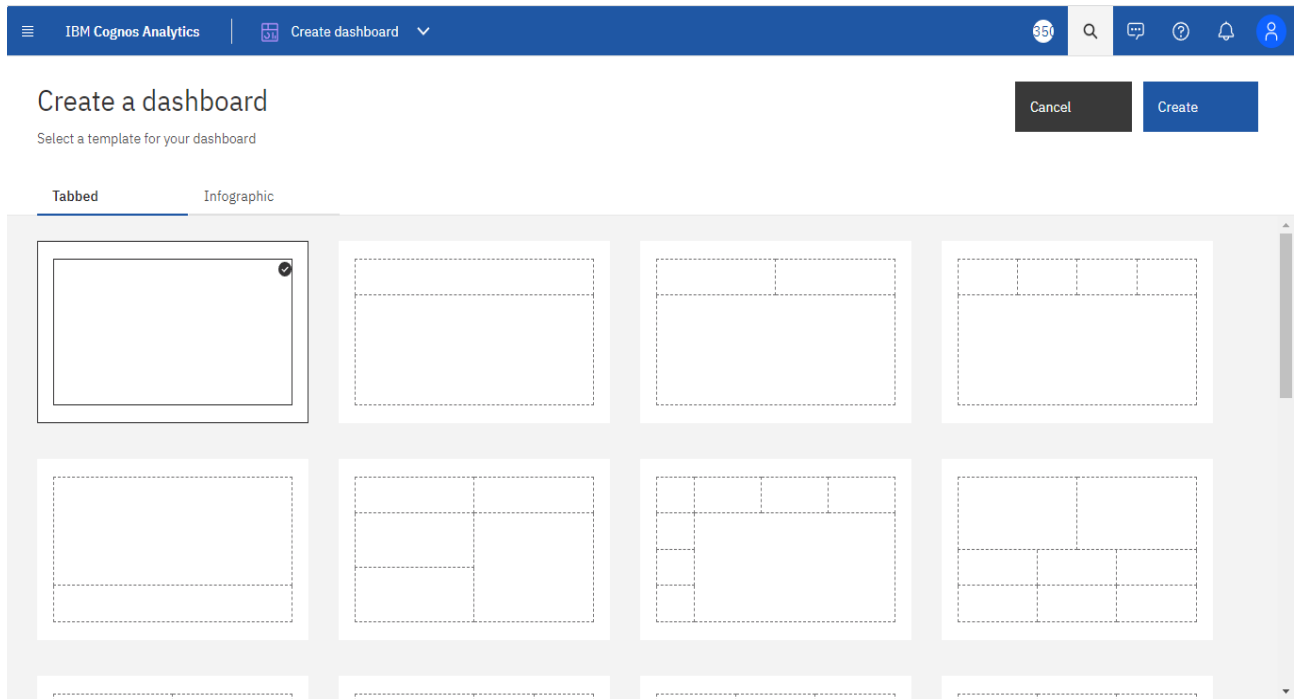 IBM Cognos Analytics
Create dashboard
350
Create a dashboard
Cancel
Create
Select a template for your dashboard
Tabbed
Infographic